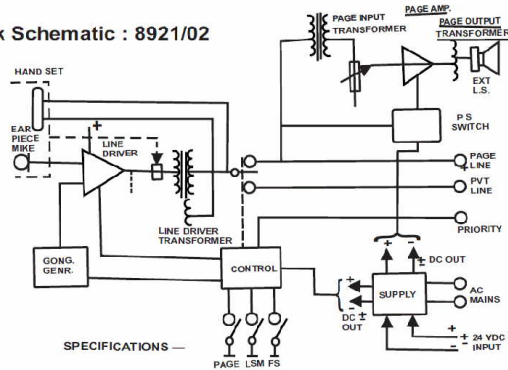 k Schematic : 8921/02
PAGE AMP.
PAGE INPUT
TRANSFORMER
PAGE OUTPUT
TRANSFORMER
EXT
L.S.
HAND SET
EAR
PIECE
MIKE
+
LINE
DRIVER
P S
SWITCH
PAGE
LINE
+
PVT
LINE
LINE DRIVER
TRANSFORMER
PRIORITY
GONG.
GENR.
CONTROL
+ -
DC OUT
±
+
-
DC ±
OUT
SUPPLY
AC
MAINS
+ + 24 VDC
- - INPUT
PAGE LSM FS
SPECIFICATIONS —